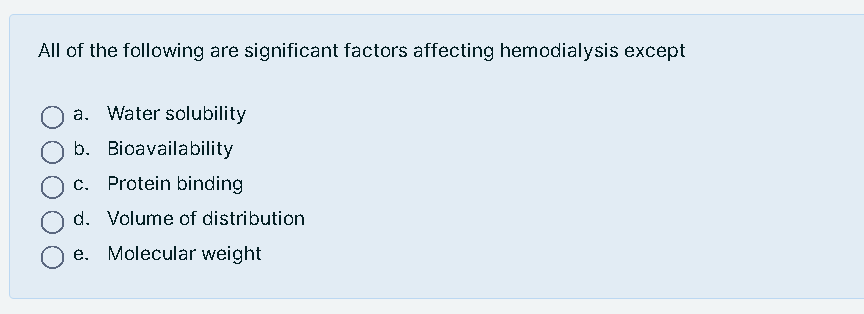 All of the following are significant factors affecting hemodialysis except
a. Water solubility
b. Bioavailability
c. Protein binding
d. Volume of distribution
e. Molecular weight